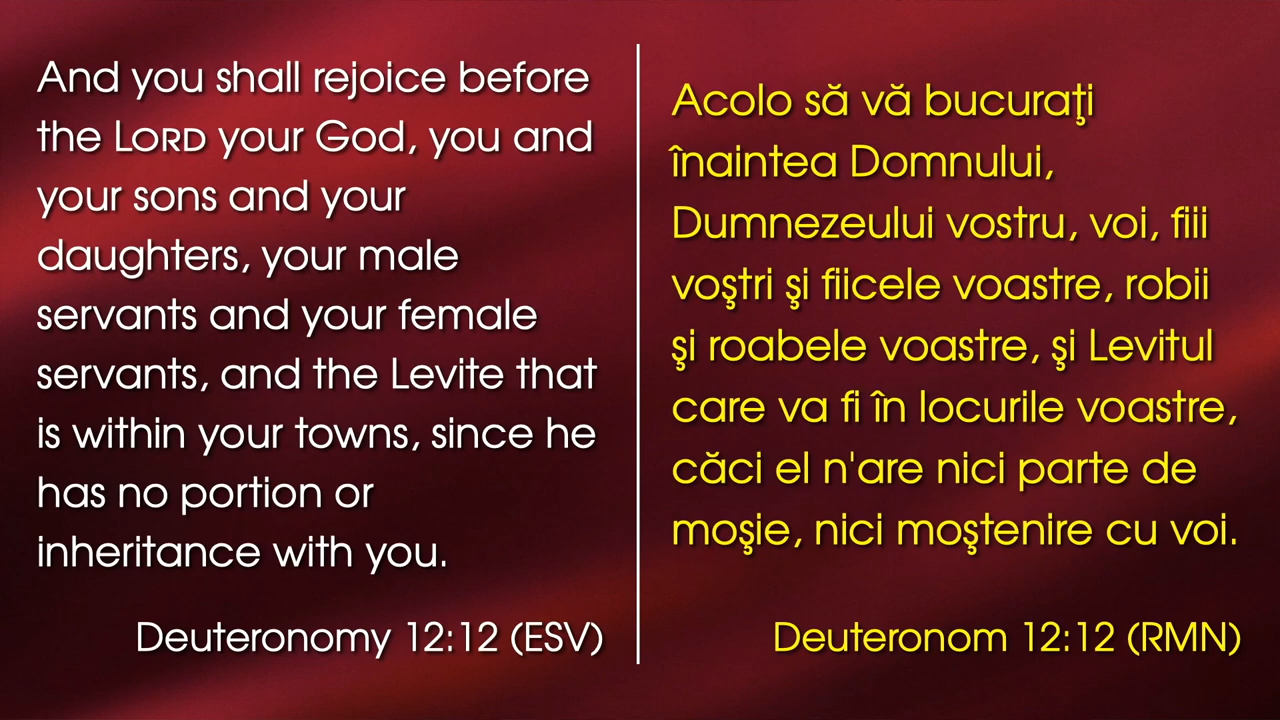 And you shall rejoice before
the LORD your God, you and
your sons and your
daughters, your male
servants and your female
servants, and the Levite that
is within your towns, since he
has no portion or
inheritance with you.
Deuteronomy 12:12 (ESV)
Acolo să vă bucuraţi
înaintea Domnului,
Dumnezeului vostru, voi, fiii
voştri şi fiicele voastre, robii
şi roabele voastre, şi Levitul
care va fi în locurile voastre,
căci el n'are nici parte de
moşie, nici moştenire cu voi.
Deuteronom 12:12 (RMN)